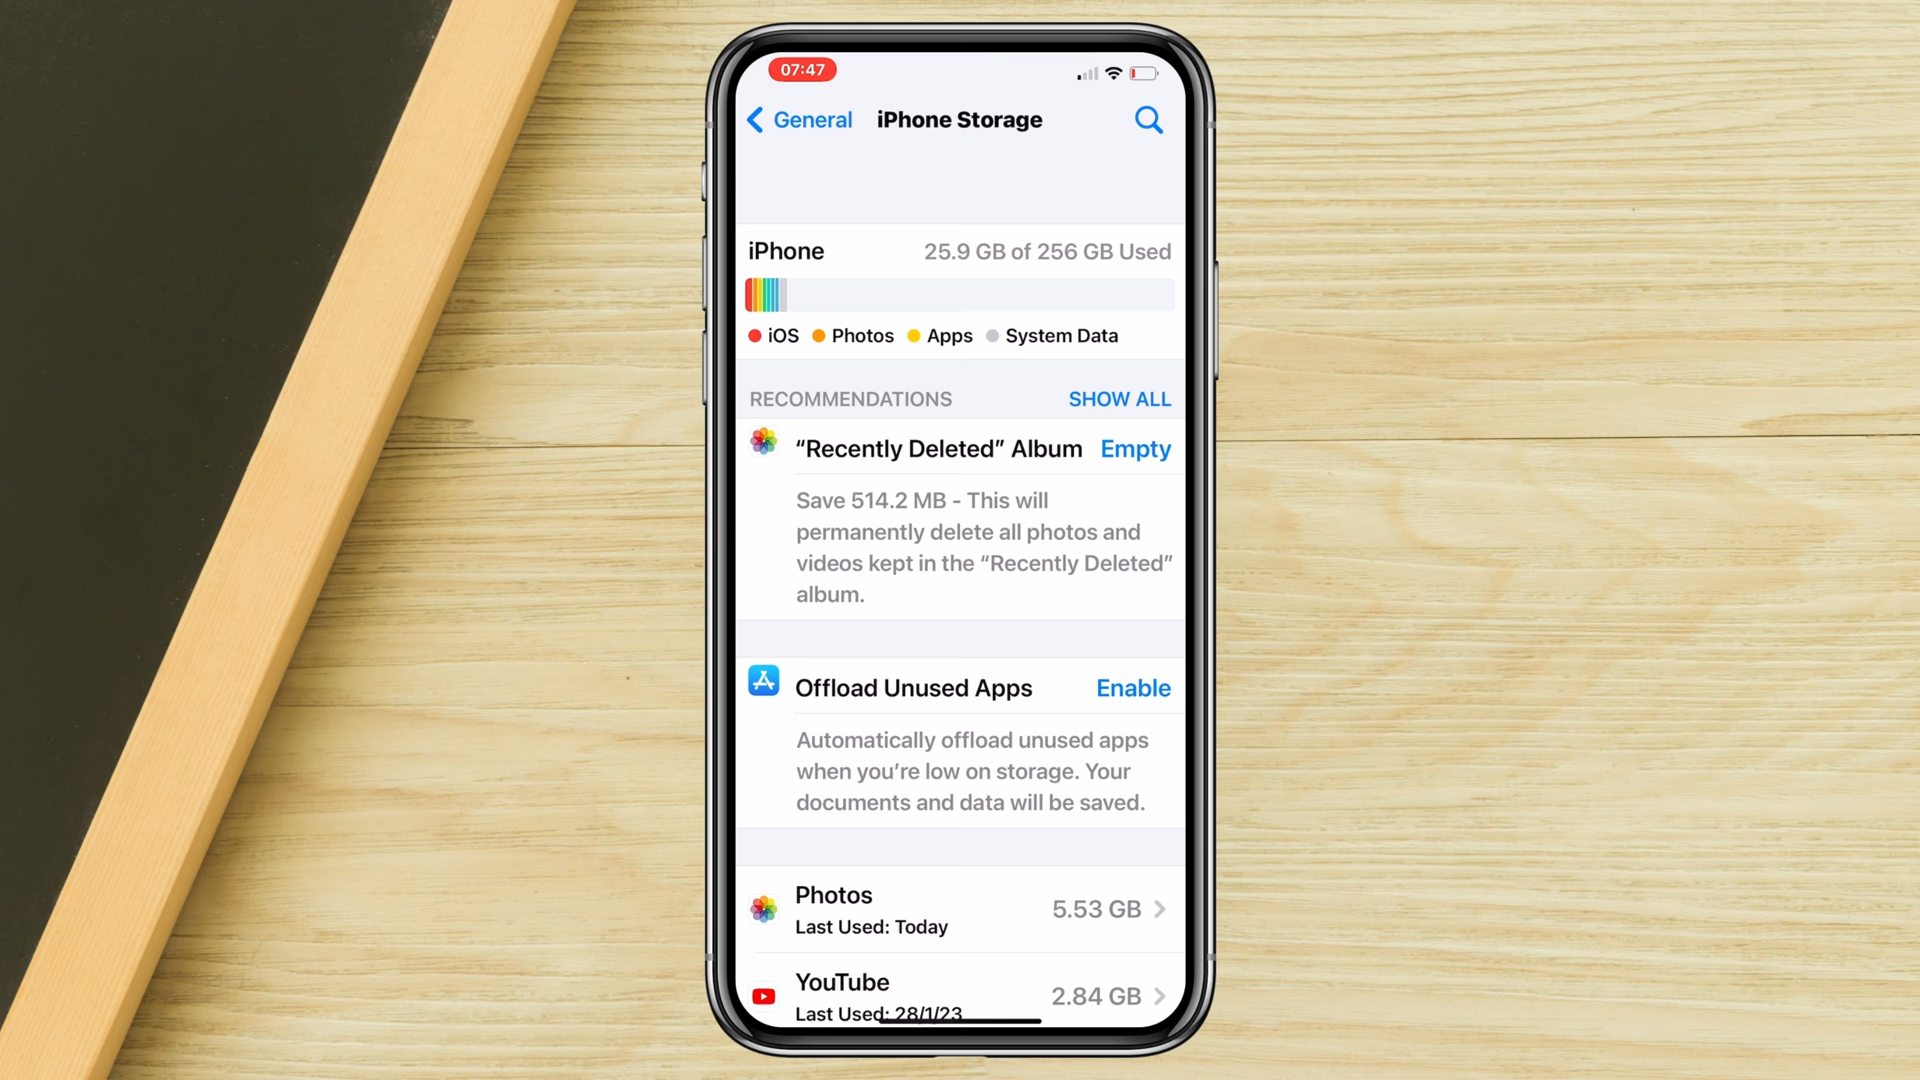 07:47
General iPhone Storage
iPhone 25.9 GB of 256 GB Used
iOS Photos Apps System Data
RECOMMENDATIONS SHOW ALL
“Recently Deleted” Album Empty
Save 514.2 MB - This will
permanently delete all photos and
videos kept in the “Recently Deleted”
album.
Offload Unused Apps Enable
Automatically offload unused apps
when you’re low on storage. Your
documents and data will be saved.
Photos 5.53 GB
Last Used: Today
YouTube 2.84 GB
Last Used: 28/1/23